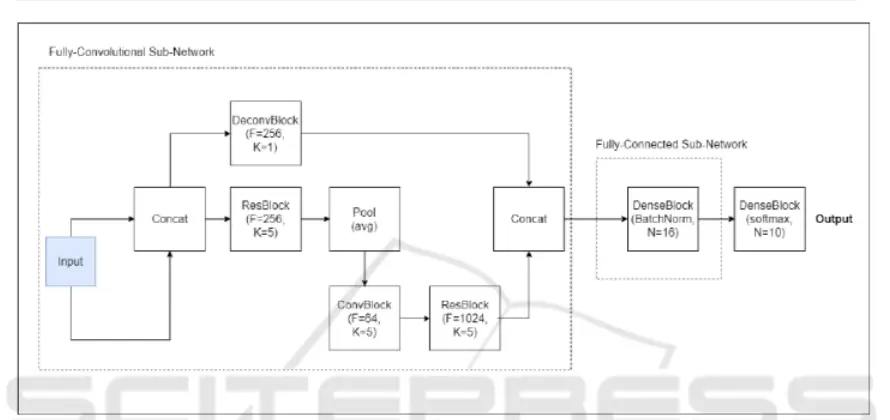 Fully-Convolutional Sub-Network
DeconvBlock
(F=256,
K=1)
Fully-Connected Sub-Network
Concat
ResBlock
(F=256,
K=5)
Pool
(avg)
Concat
DenseBlock
(BatchNorm,
N=16)
DenseBlock
(softmax,
N=10)
Output
Input
ConvBlock
(F=64,
K=5)
ResBlock
(F=1024,
K=5)
SCITEPRESS